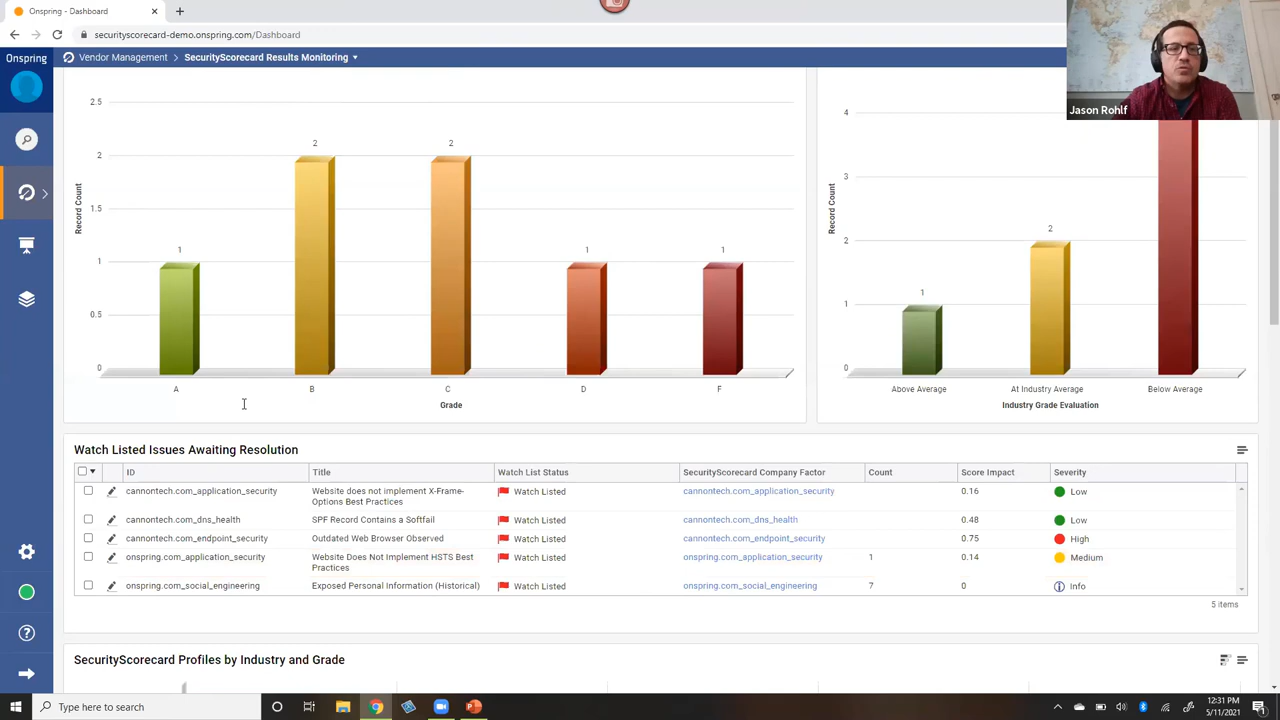 Onspring - Dashboard
securityscorecard-demo.onspring.com/Dashboard
Onspring
Vendor Management > SecurityScorecard Results Monitoring
Jason Rohlf
2.5
2
1.5
1
0.5
0
Record Count
1
2
2
1
1
A
B
C
D
F
Grade
4
3
2
1
0
Record Count
1
2
Above Average
At Industry Average
Below Average
Industry Grade Evaluation
Watch Listed Issues Awaiting Resolution
ID Title Watch List Status SecurityScorecard Company Factor Count Score Impact Severity
cannontech.com_application_security Website does not implement X-Frame- Watch Listed cannontech.com_application_security 0.16 Low
Options Best Practices
cannontech.com_dns_health SPF Record Contains a Softfail Watch Listed cannontech.com_dns_health 0.48 Low
cannontech.com_endpoint_security Outdated Web Browser Observed Watch Listed cannontech.com_endpoint_security 0.75 High
onspring.com_application_security Website Does Not Implement HSTS Best Watch Listed onspring.com_application_security 1 0.14 Medium
Practices
onspring.com_social_engineering Exposed Personal Information (Historical) Watch Listed onspring.com_social_engineering 7 0 Info
5 items
SecurityScorecard Profiles by Industry and Grade
Type here to search
12:31 PM
5/11/2021